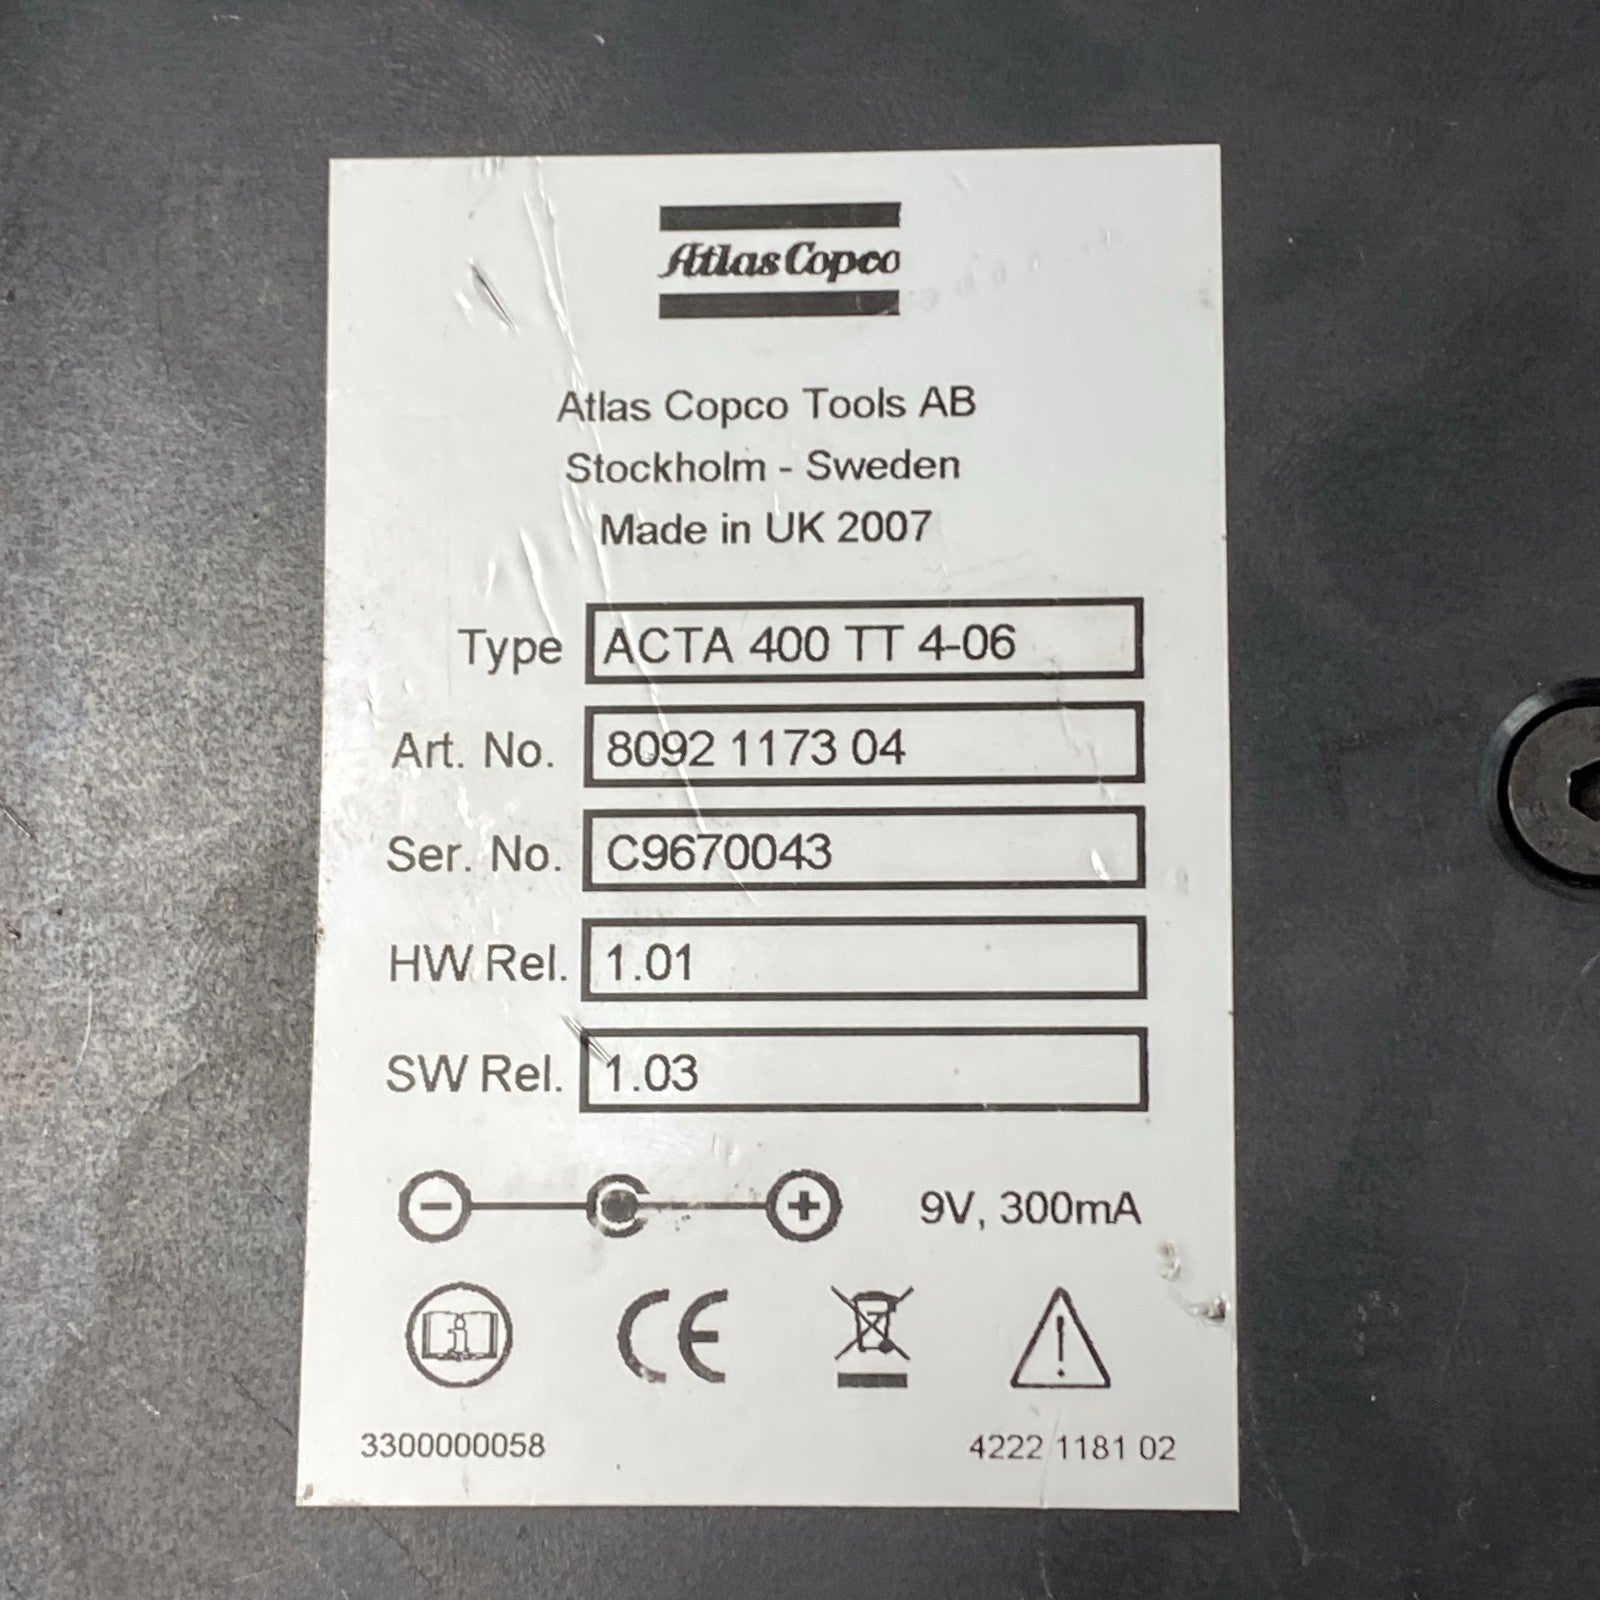 Atlas Copco
Atlas Copco Tools AB
Stockholm - Sweden
Made in UK 2007
Type ACTA 400 TT 4-06
Art. No. 8092 1173 04
Ser. No. C9670043
HW Rel. 1.01
SW Rel. 1.03
9V, 300mA
CE
3300000058 4222 1181 02